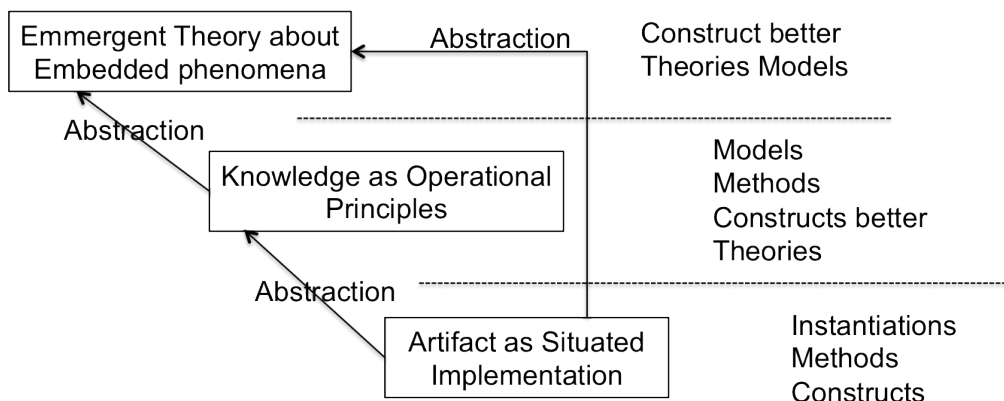 Emmergent Theory about
Embedded phenomena
Abstraction
Construct better
Theories Models
Abstraction
Knowledge as Operational
Principles
Models
Methods
Constructs better
Theories
Abstraction
Artifact as Situated
Implementation
Instantiations
Methods
Constructs